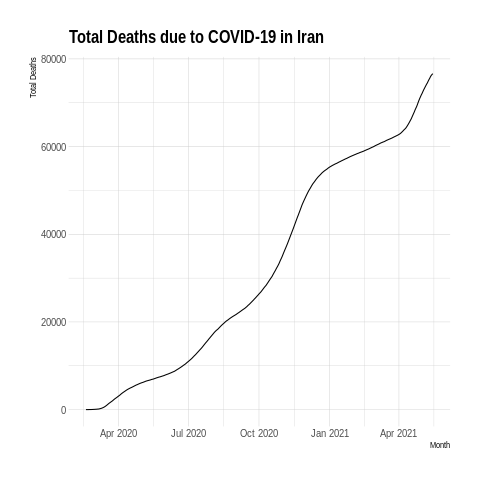 Total Deaths due to COVID-19 in Iran
Total Deaths
80000
60000
40000
20000
0
Apr 2020 Jul 2020 Oct 2020 Jan 2021 Apr 2021
Month